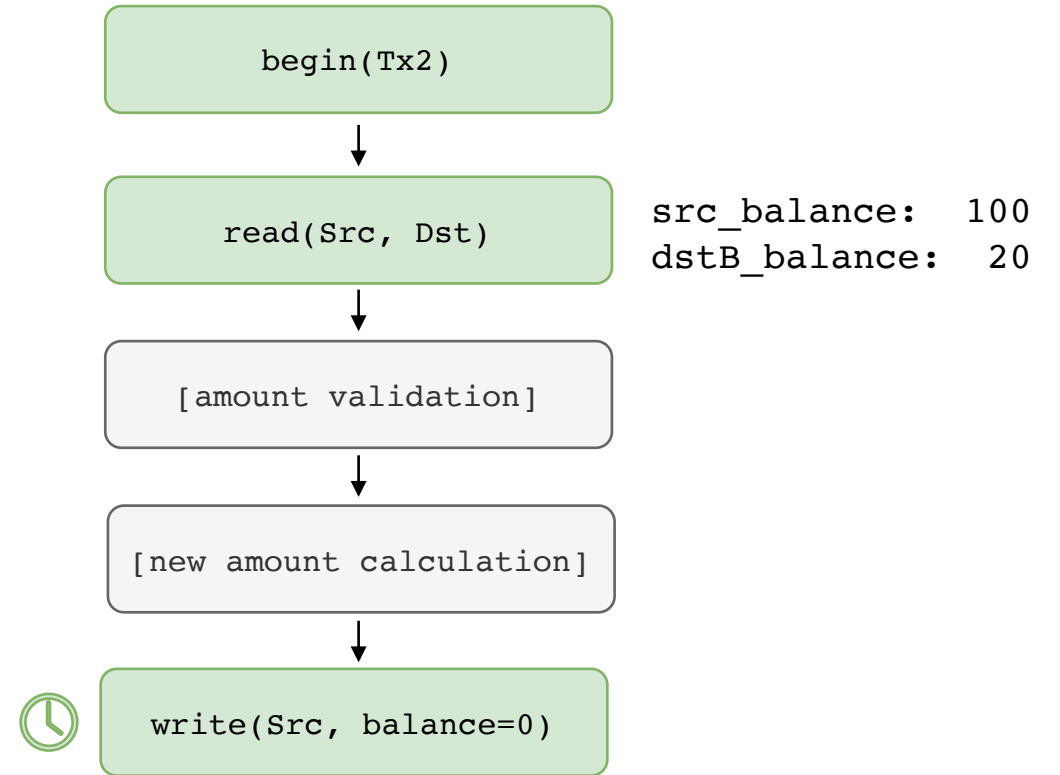 begin(Tx2)
read(Src, Dst)
src_balance:  100
dstB_balance:  20
[amount validation]
[new amount calculation]
write(Src, balance=0)